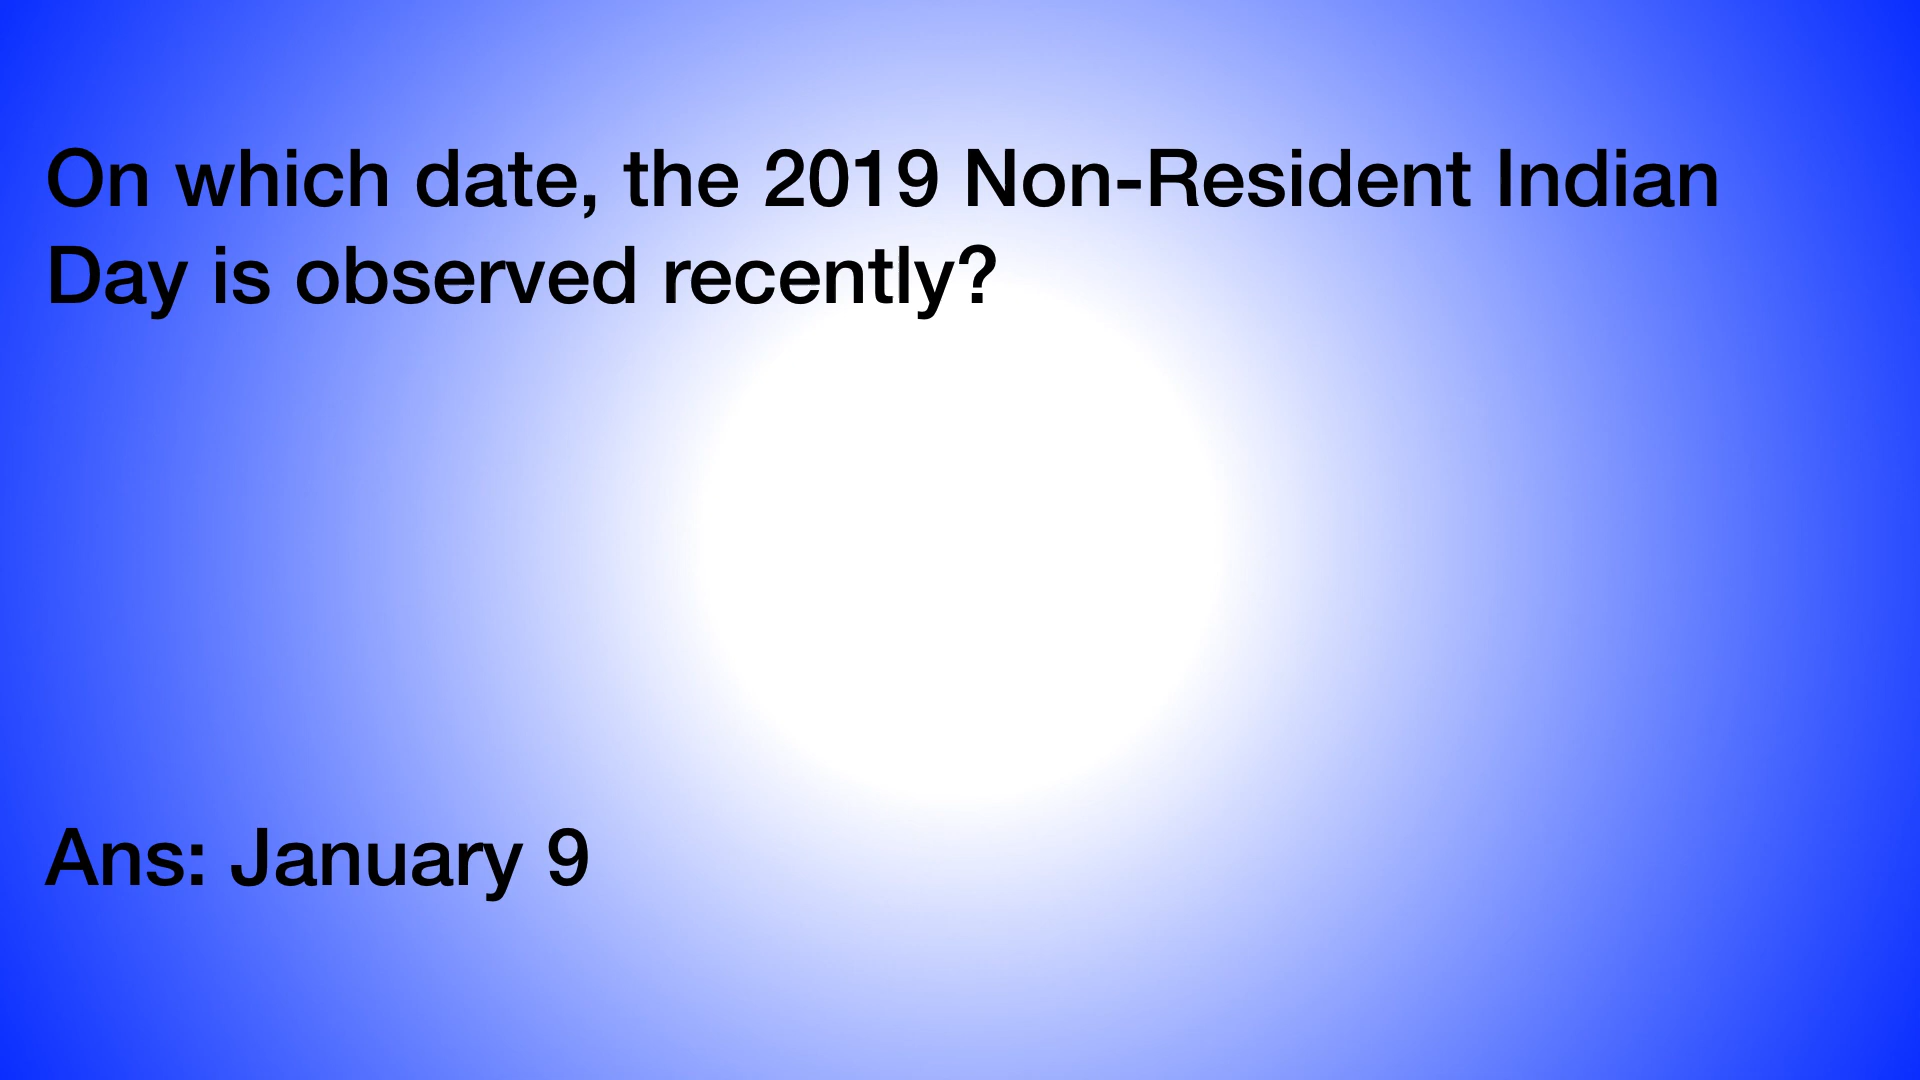 On which date, the 2019 Non-Resident Indian
Day is observed recently?
Ans: January 9